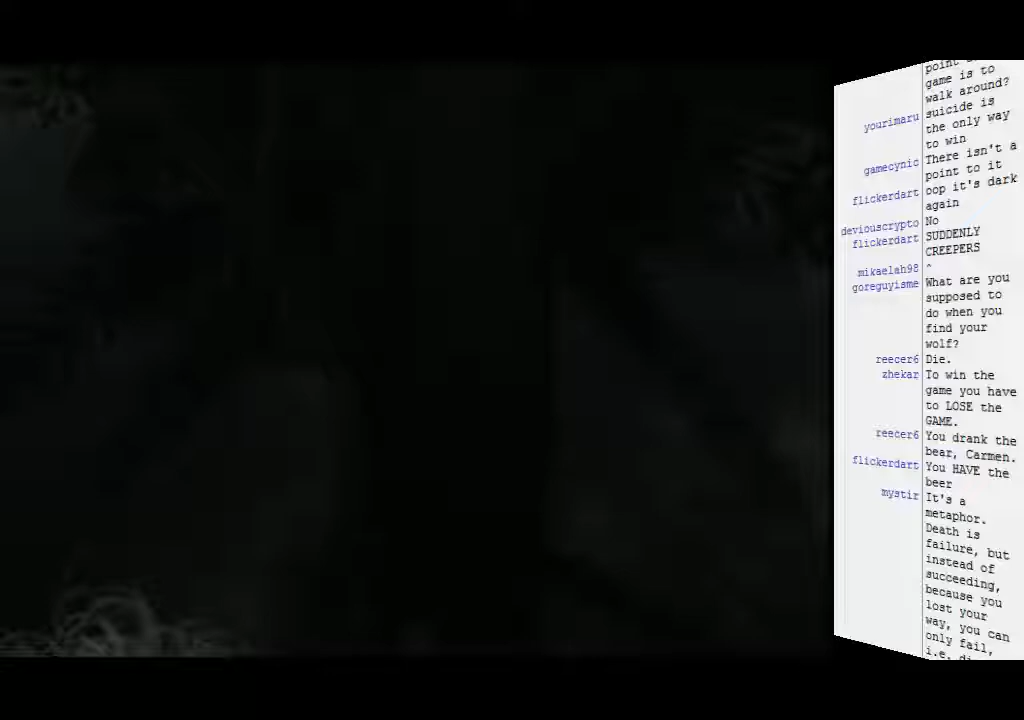 point
game is to
walk around?
yourimaru suicide is
the only way
to win
gamecynic There isn't a
point to it
flickerdart oop it's dark
again
deviouscrypto No
flickerdart SUDDENLY
CREEPERS
mikaelah98 ^
goreguyisme What are you
supposed to
do when you
find your
wolf?
reecer6 Die.
zhekar To win the
game you have
to LOSE the
GAME.
reecer6 You drank the
bear, Carmen.
flickerdart You HAVE the
beer
mystir It's a
metaphor.
Death is
failure, but
instead of
succeeding,
because you
lost your
way, you can
only fail,
i.e.